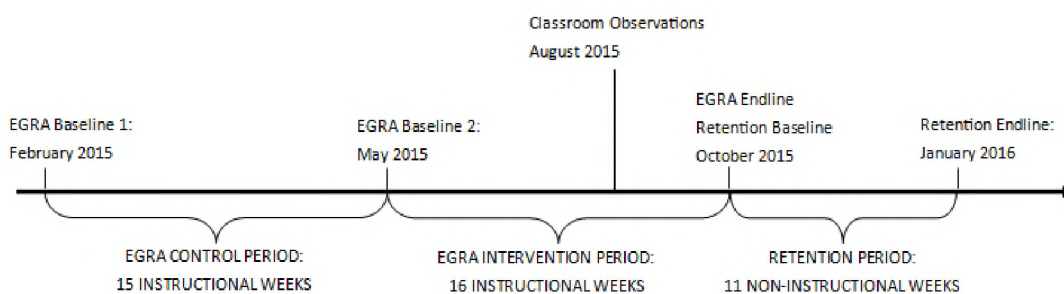 Classroom Observations
August 2015
EGRA Baseline 1:
February 2015
EGRA Baseline 2:
May 2015
EGRA Endline
Retention Baseline
October 2015
Retention Endline:
January 2016
EGRA CONTROL PERIOD:
15 INSTRUCTIONAL WEEKS
EGRA INTERVENTION PERIOD:
16 INSTRUCTIONAL WEEKS
RETENTION PERIOD:
11 NON-INSTRUCTIONAL WEEKS